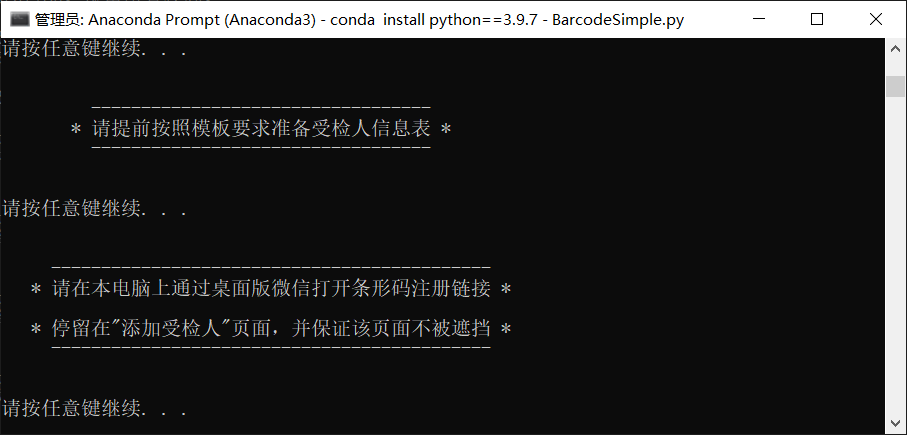 管理员: Anaconda Prompt (Anaconda3) - conda  install python==3.9.7 - BarcodeSimple.py
请按任意键继续. . .
----------------------------------
* 请提前按照模板要求准备受检人信息表 *
----------------------------------
请按任意键继续. . .
--------------------------------------------
* 请在本电脑上通过桌面版微信打开条形码注册链接 *
* 停留在"添加受检人"页面，并保证该页面不被遮挡 *
--------------------------------------------
请按任意键继续. . .